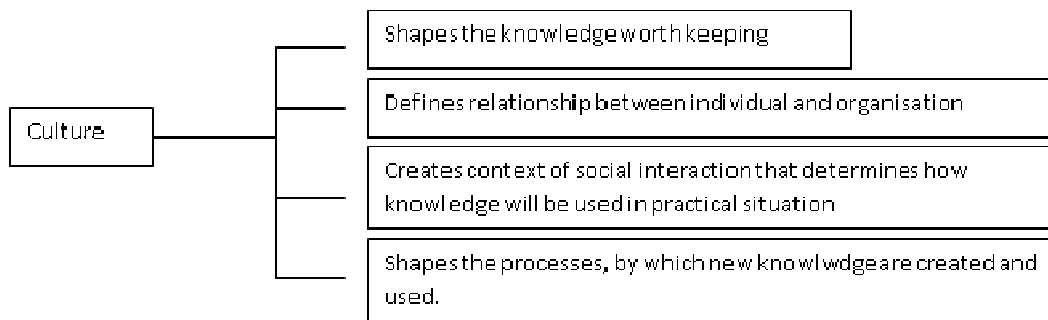 Shapes the knowledge worth keeping
Defines relationship between individual and organisation
Culture
Creates context of social interaction that determines how
knowledge will be used in practical situation
Shapes the processes, by which new knowlwdge are created and
used.